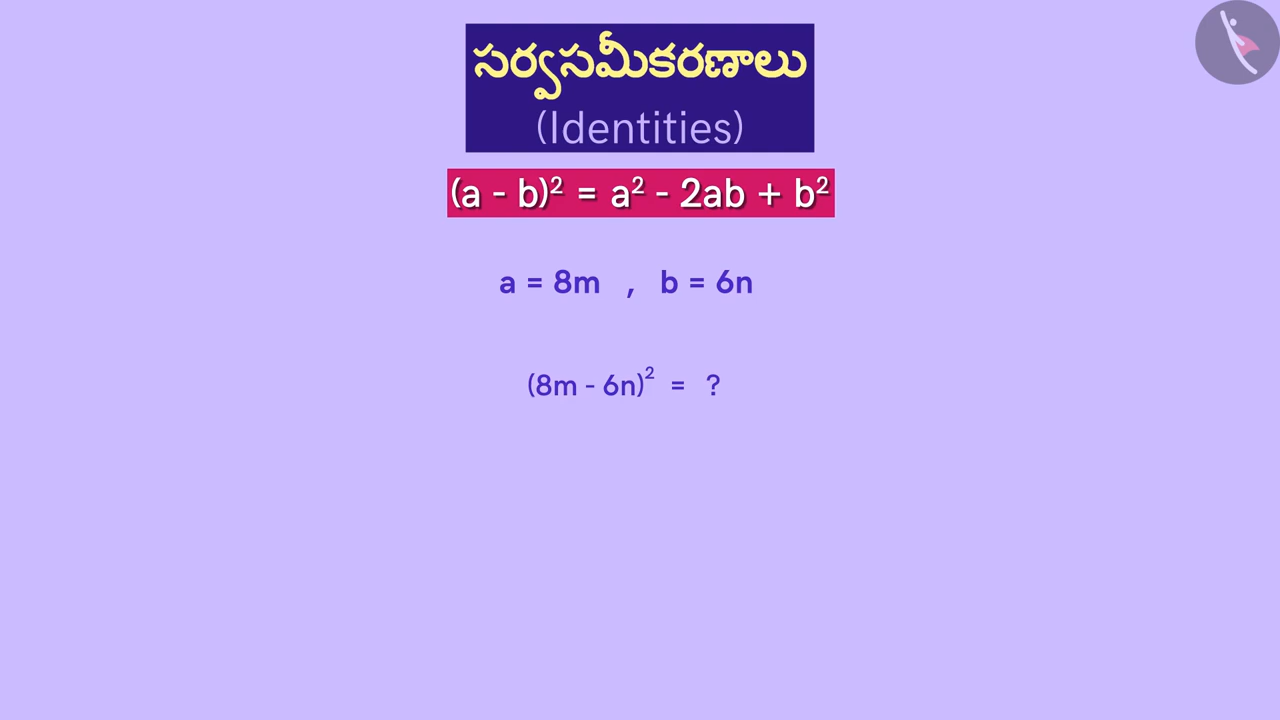 సర్వసమీకరణాలు
(Identities)
(a - b)² = a² - 2ab + b²
a = 8m , b = 6n
(8m - 6n)² = ?